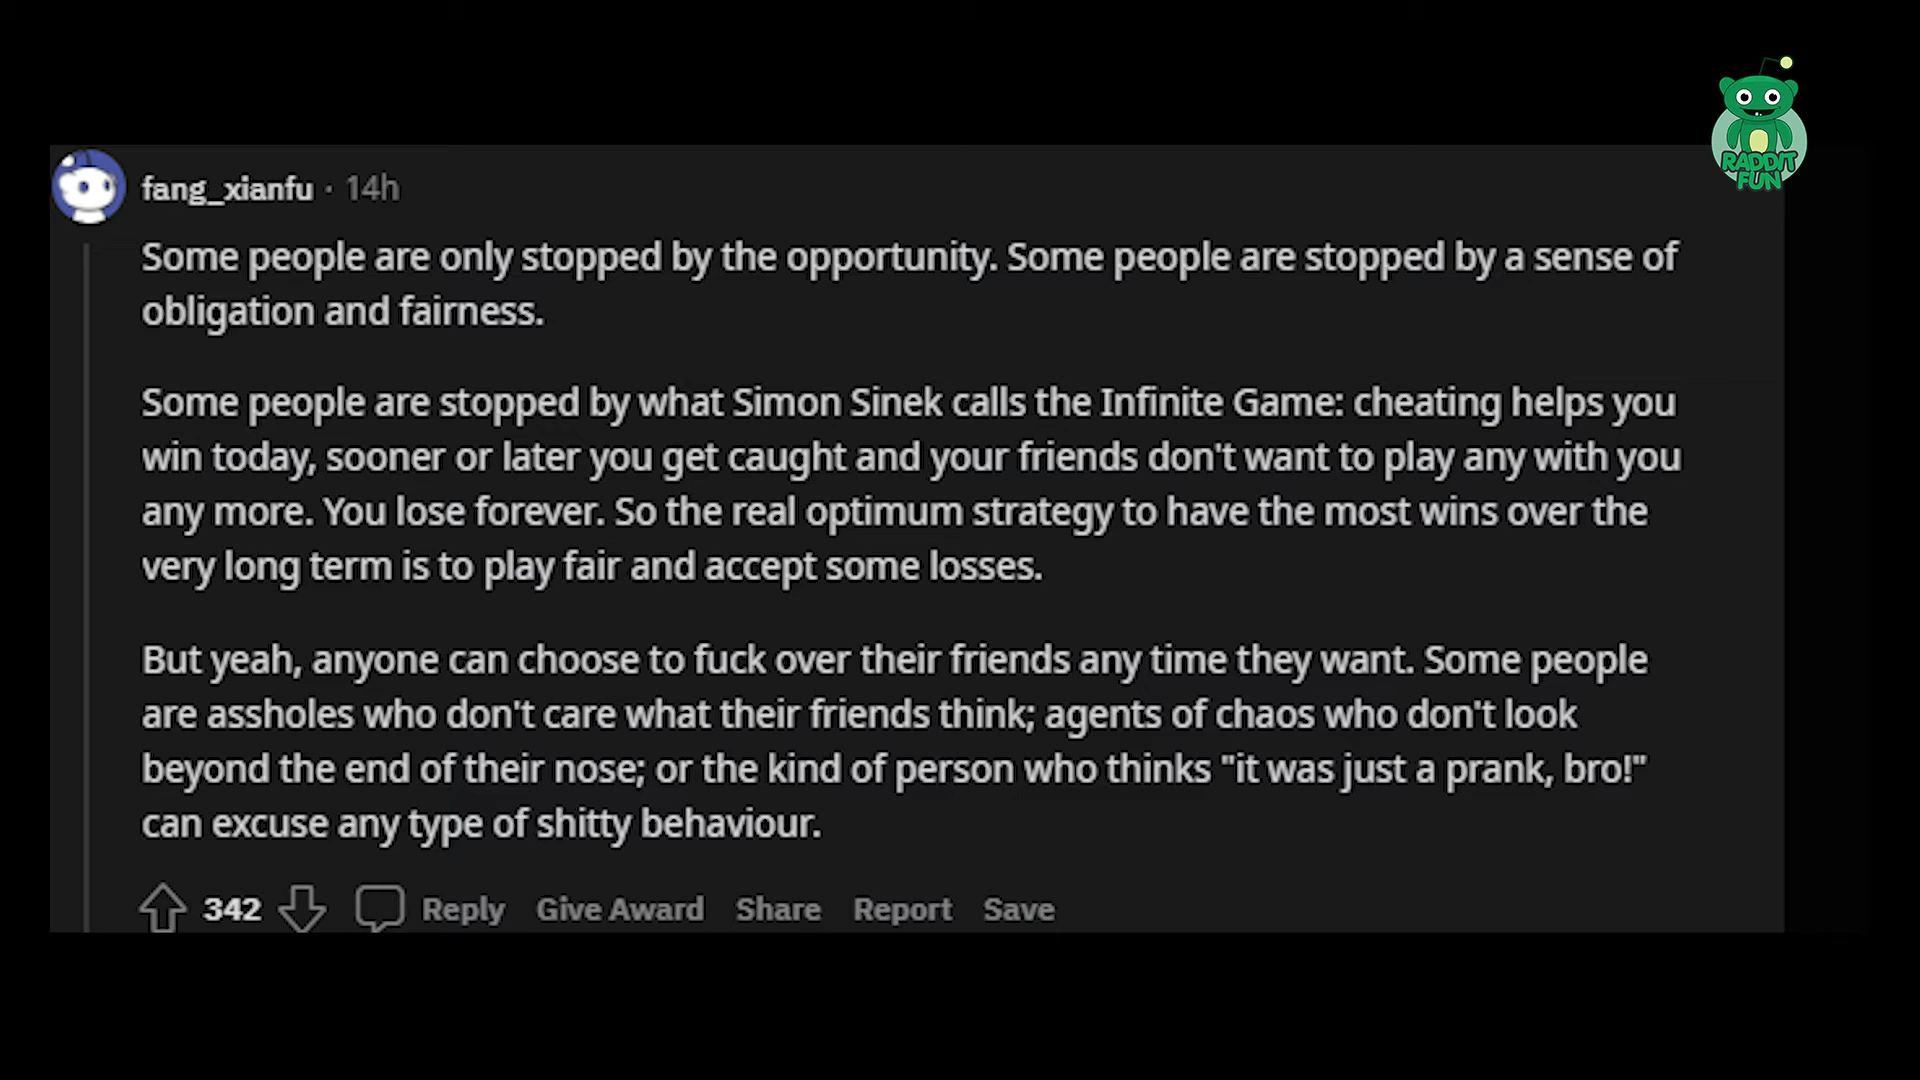 RADDIT
FUN
fang_xianfu · 14h
Some people are only stopped by the opportunity. Some people are stopped by a sense of
obligation and fairness.
Some people are stopped by what Simon Sinek calls the Infinite Game: cheating helps you
win today, sooner or later you get caught and your friends don't want to play any with you
any more. You lose forever. So the real optimum strategy to have the most wins over the
very long term is to play fair and accept some losses.
But yeah, anyone can choose to fuck over their friends any time they want. Some people
are assholes who don't care what their friends think; agents of chaos who don't look
beyond the end of their nose; or the kind of person who thinks "it was just a prank, bro!"
can excuse any type of shitty behaviour.
342 Reply Give Award Share Report Save